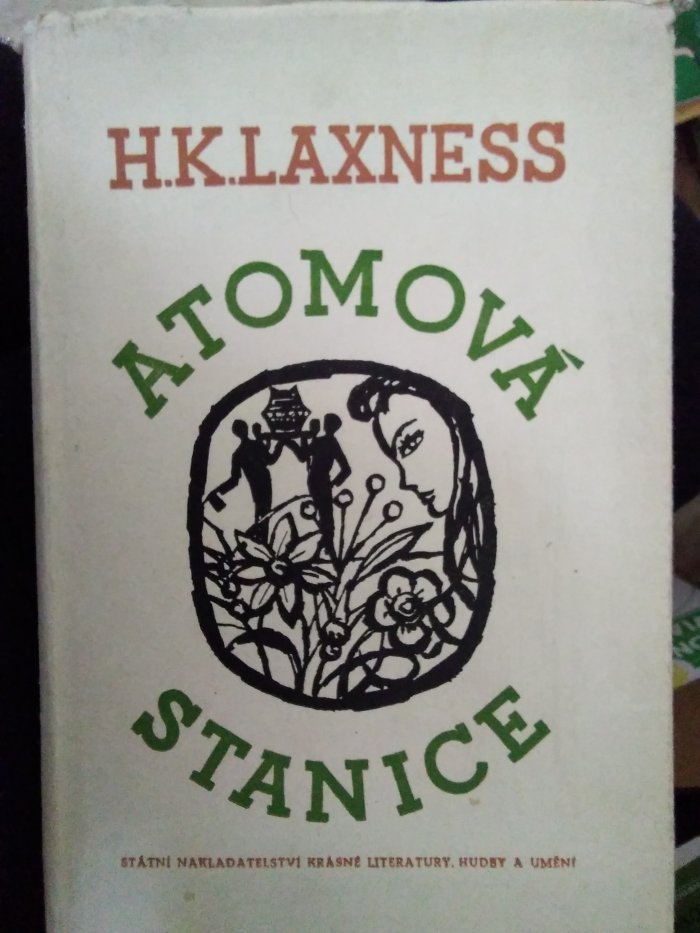 H.K.LAXNESS
ATOMOVÁ
STANICE
STÁTNÍ NAKLADATELSTVÍ KRÁSNÉ LITERATURY, HUDBY A UMĚNÍ